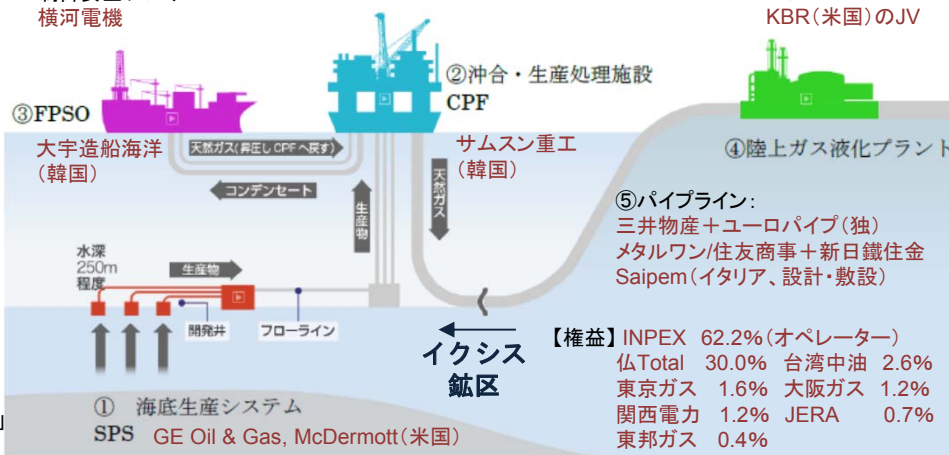 横河電機
KBR(米国)のJV
②沖合・生産処理施設
CPF
③FPSO
大宇造船海洋
(韓国)
天然ガス(昇圧しCPFへ戻す)
コンデンセート
サムスン重工
(韓国)
④陸上ガス液化プラント
生産物
天然ガス
⑤パイプライン:
三井物産+ユーロパイプ(独)
メタルワン/住友商事+新日鐵住金
Saipem(イタリア、設計・敷設)
水深
250m
程度
生産物
開発井
フローライン
イクシス
鉱区
【権益】INPEX 62.2%(オペレーター)
仏Total 30.0% 台湾中油 2.6%
東京ガス 1.6% 大阪ガス 1.2%
関西電力 1.2% JERA 0.7%
東邦ガス 0.4%
① 海底生産システム
SPS GE Oil & Gas, McDermott(米国)
」